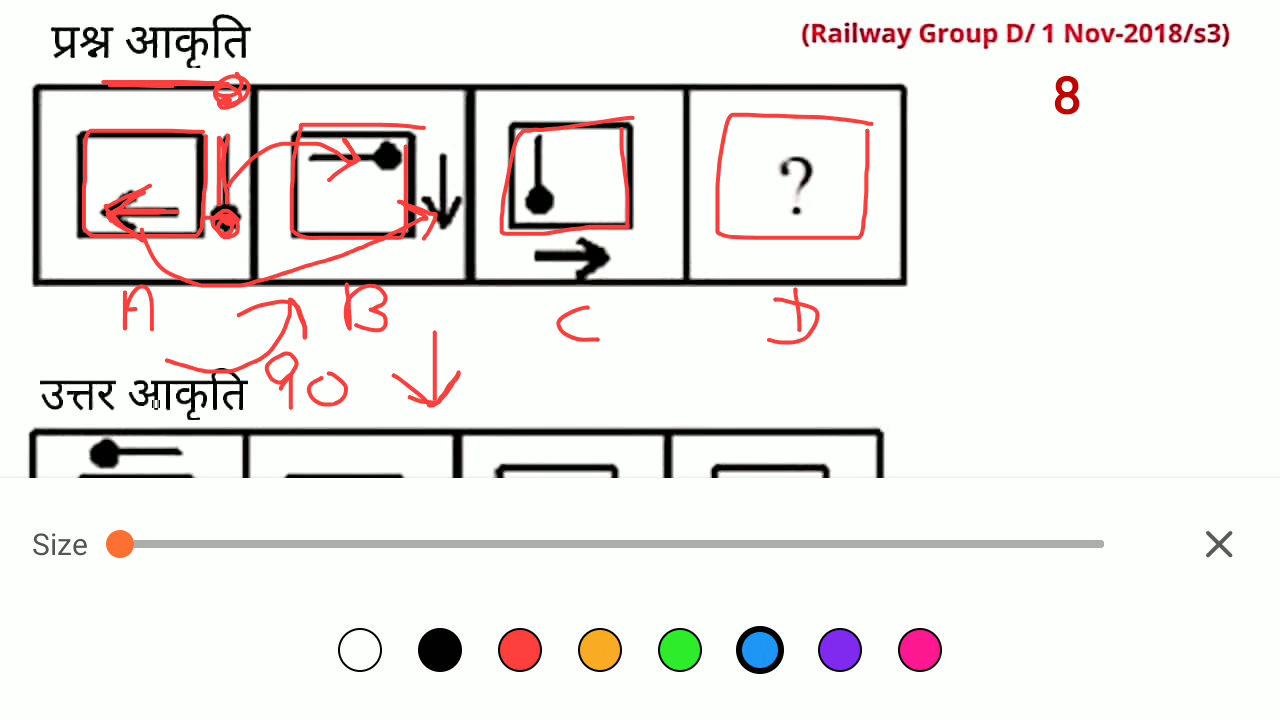 प्रश्न आकृति
(Railway Group D/ 1 Nov-2018/s3)
8
?
A B C D
90
उत्तर आकृति
Size